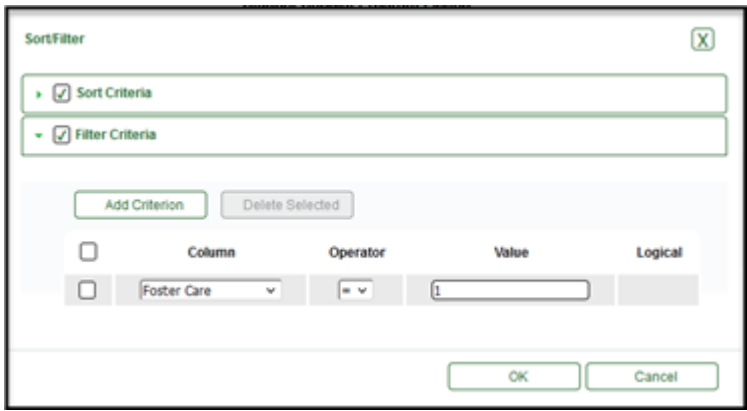 Sort/Filter X
Sort Criteria
Filter Criteria
Add Criterion Delete Selected
Column Operator Value Logical
Foster Care = 1
OK Cancel